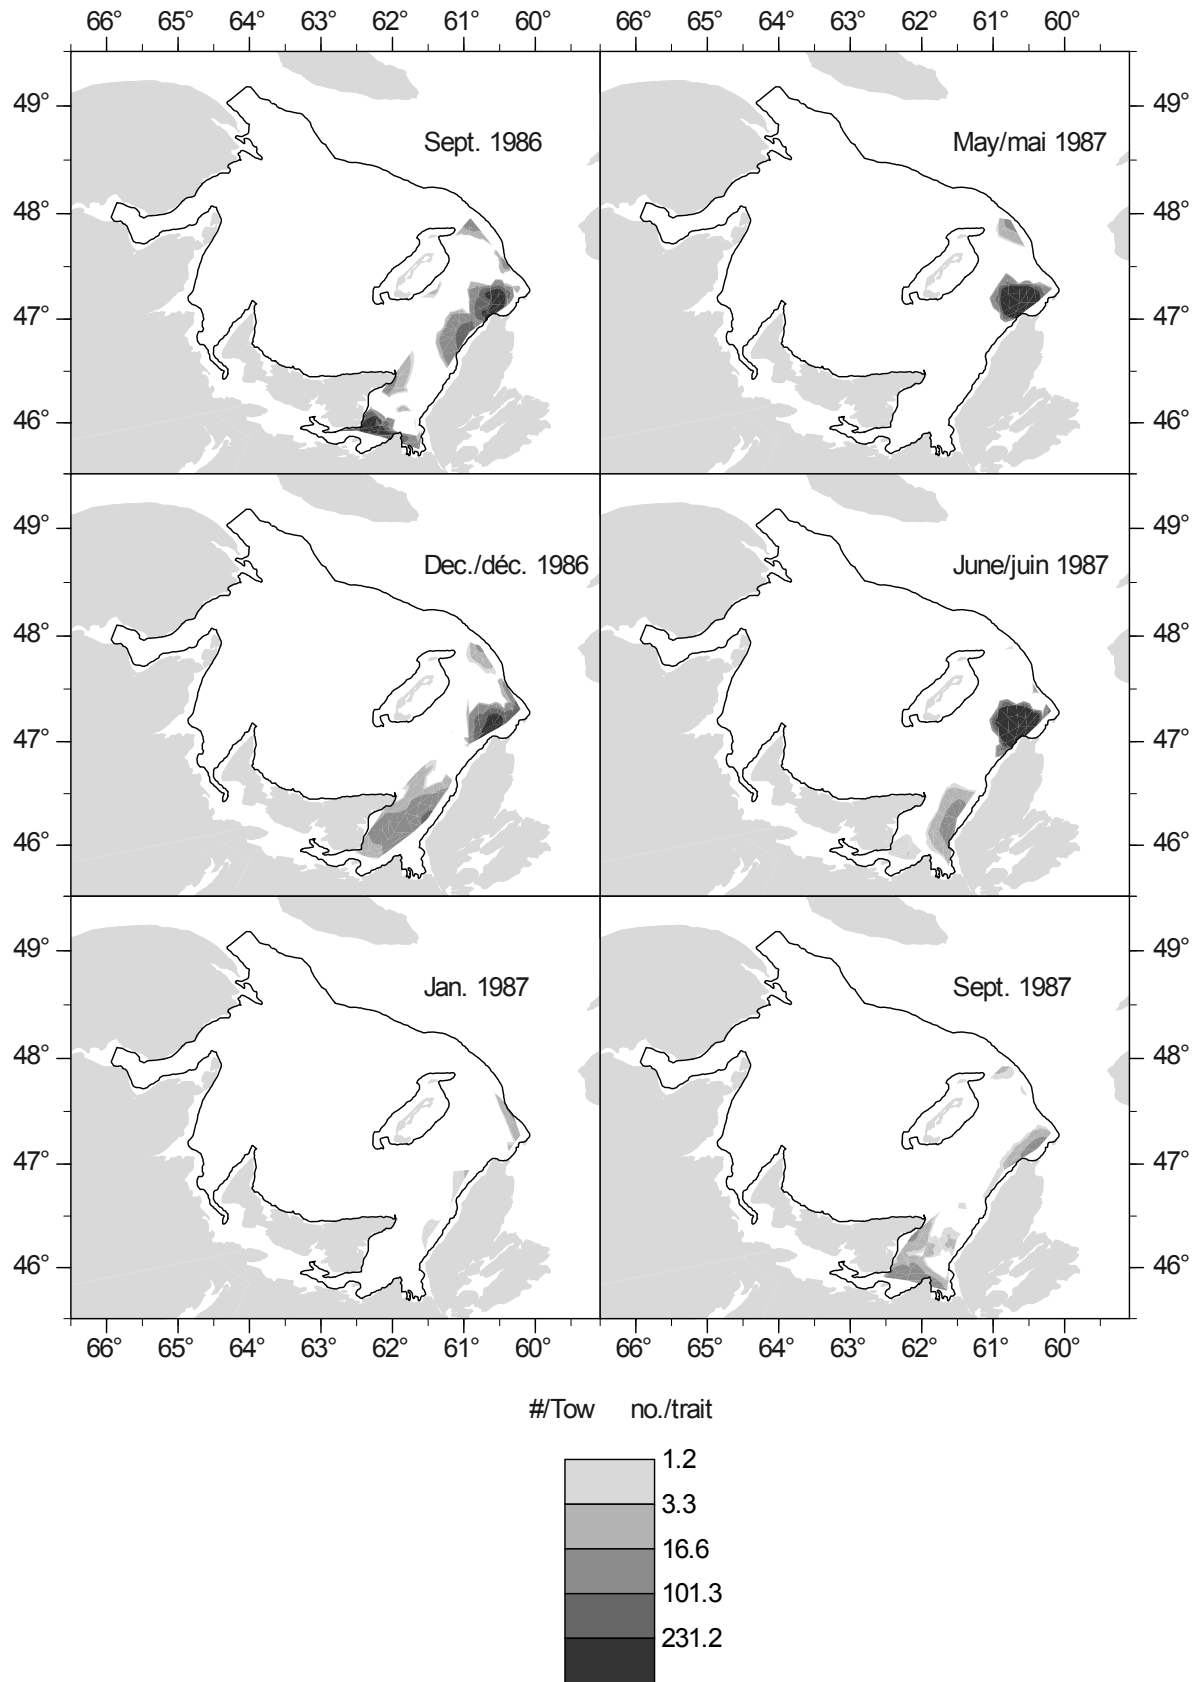 66° 65° 64° 63° 62° 61° 60° 66° 65° 64° 63° 62° 61° 60°
49° 49°
Sept. 1986 May/mai 1987
48° 48°
47° 47°
46° 46°
49° 49°
Dec./déc. 1986 June/juin 1987
48° 48°
47° 47°
46° 46°
49° 49°
Jan. 1987 Sept. 1987
48° 48°
47° 47°
46° 46°
66° 65° 64° 63° 62° 61° 60° 66° 65° 64° 63° 62° 61° 60°
#/Tow no./trait
1.2
3.3
16.6
101.3
231.2